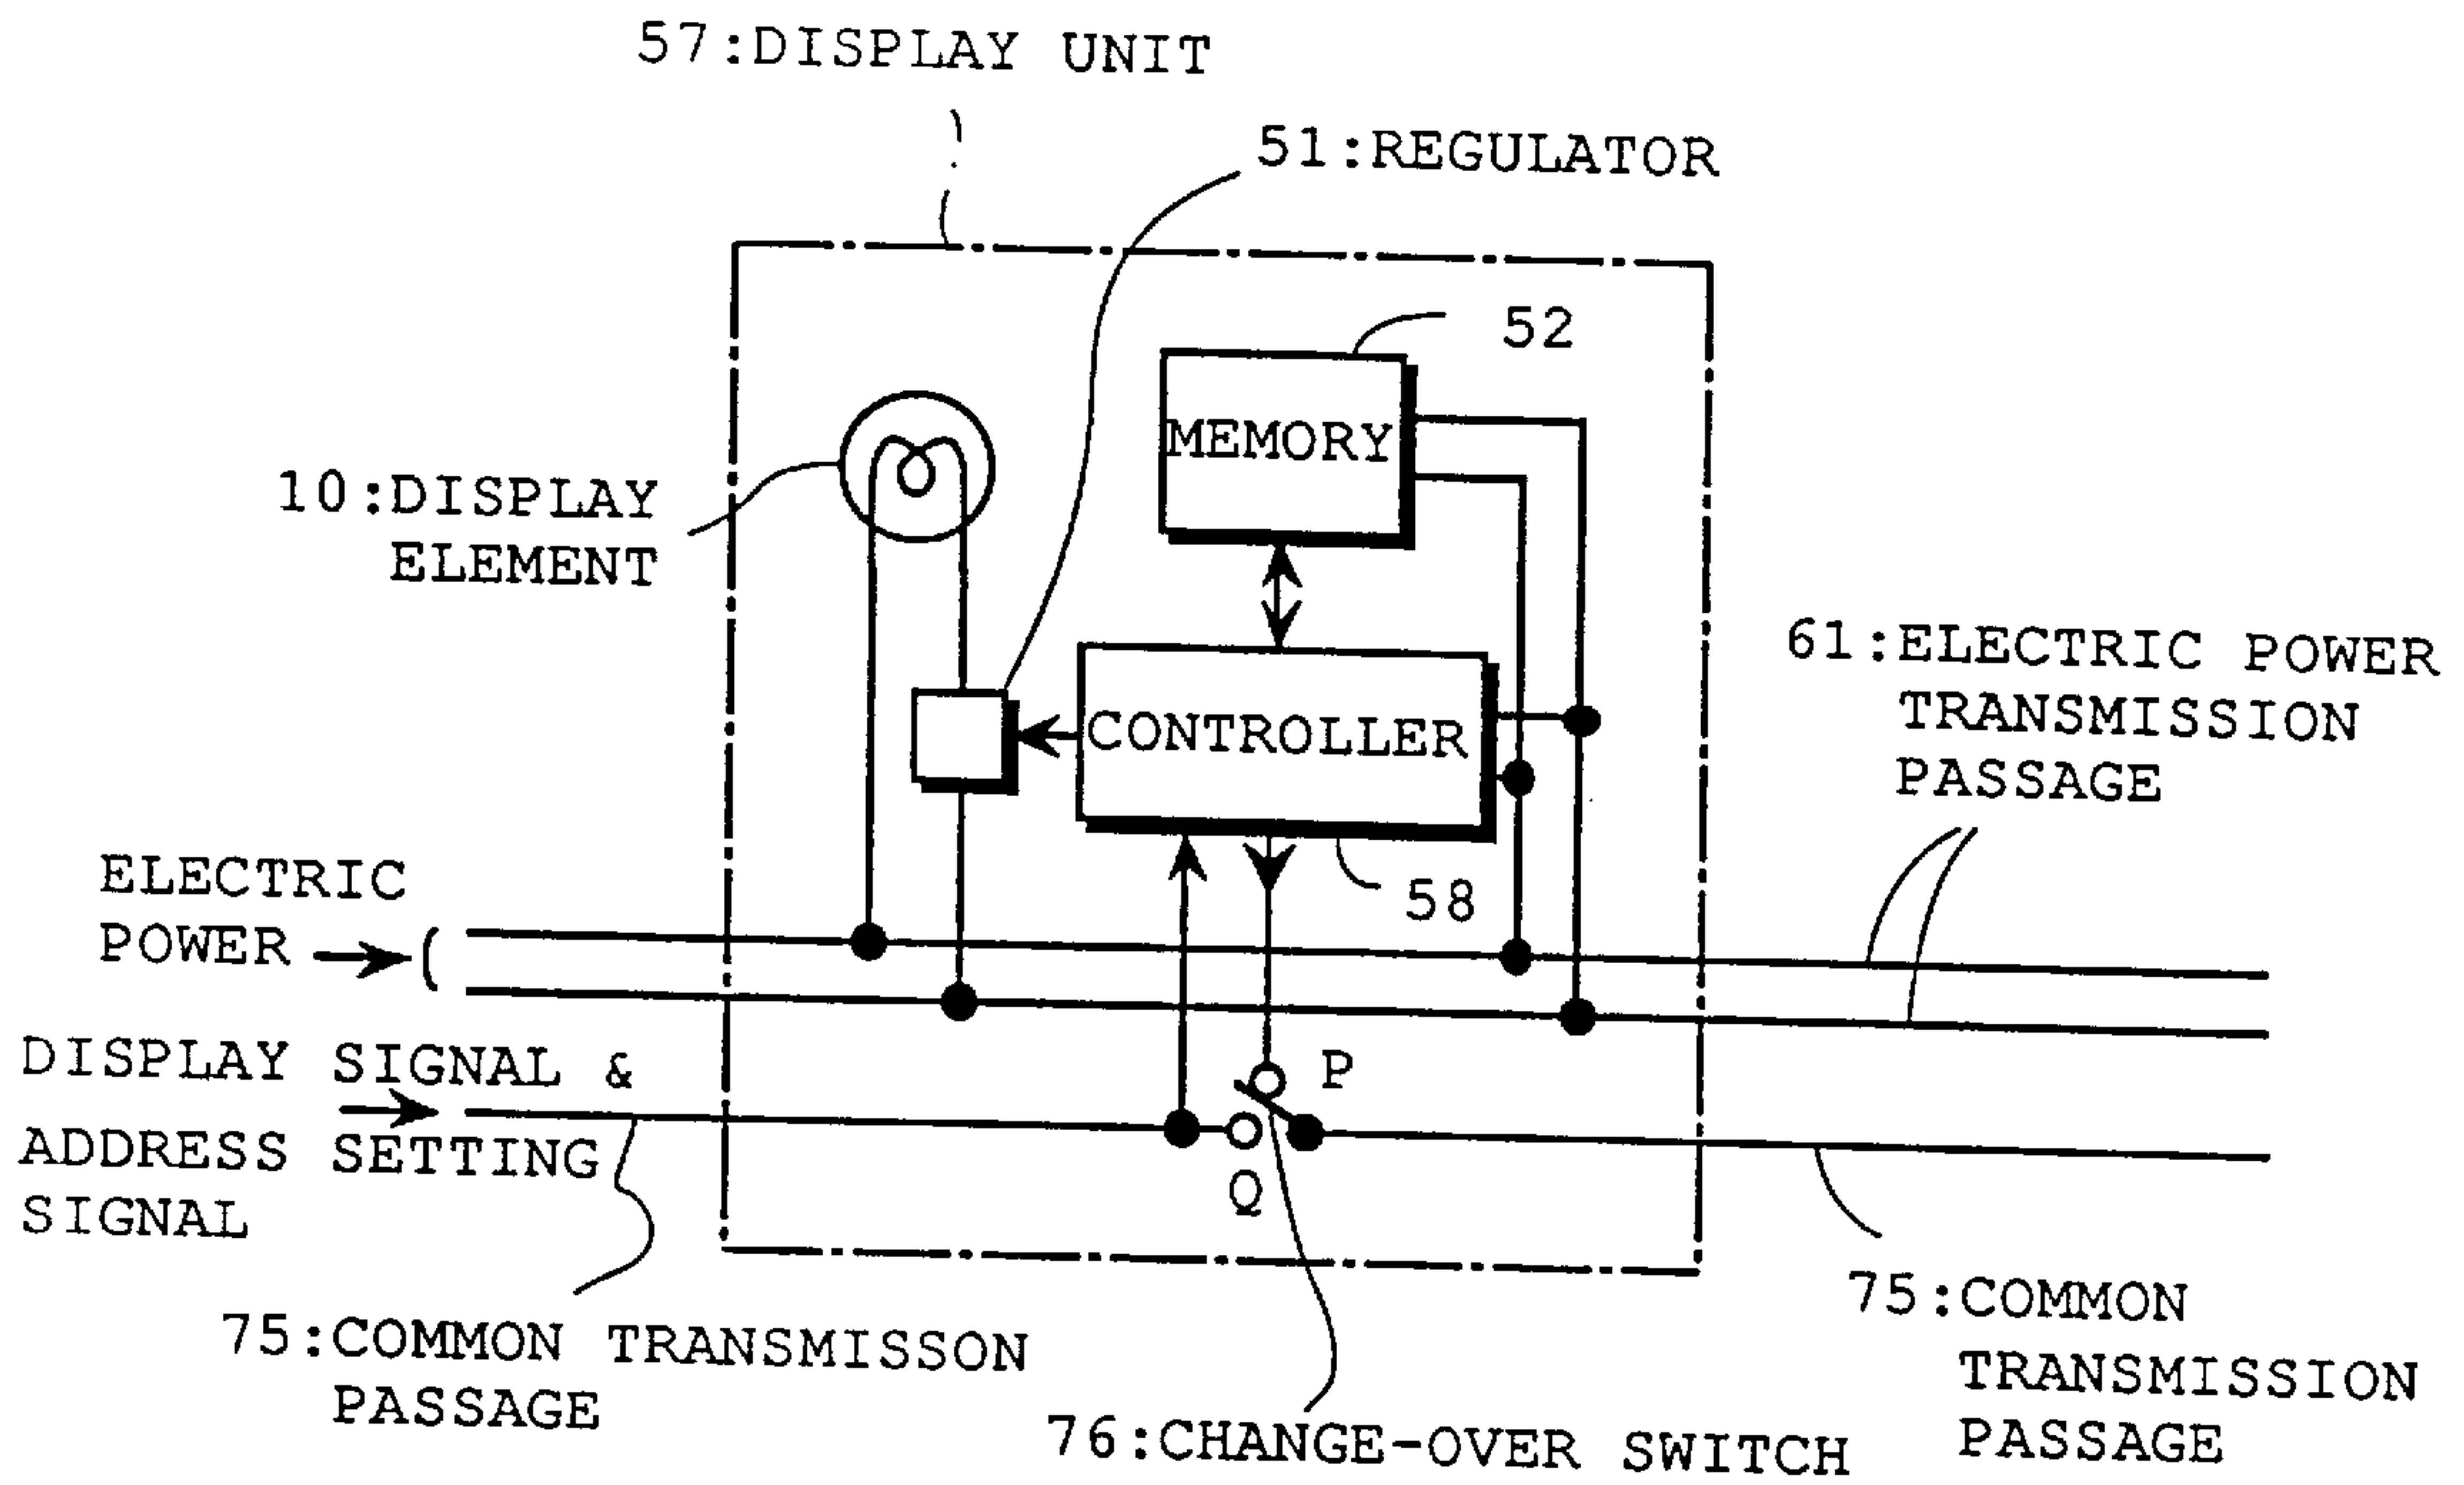 57:DISPLAY UNIT
51:REGULATOR
52
MEMORY
10:DISPLAY
ELEMENT
61:ELECTRIC POWER
TRANSMISSION
PASSAGE
CONTROLLER
58
ELECTRIC
POWER
DISPLAY SIGNAL &
ADDRESS SETTING
SIGNAL
P
Q
75:COMMON TRANSMISSON
PASSAGE
76:CHANGE-OVER SWITCH
75:COMMON
TRANSMISSION
PASSAGE